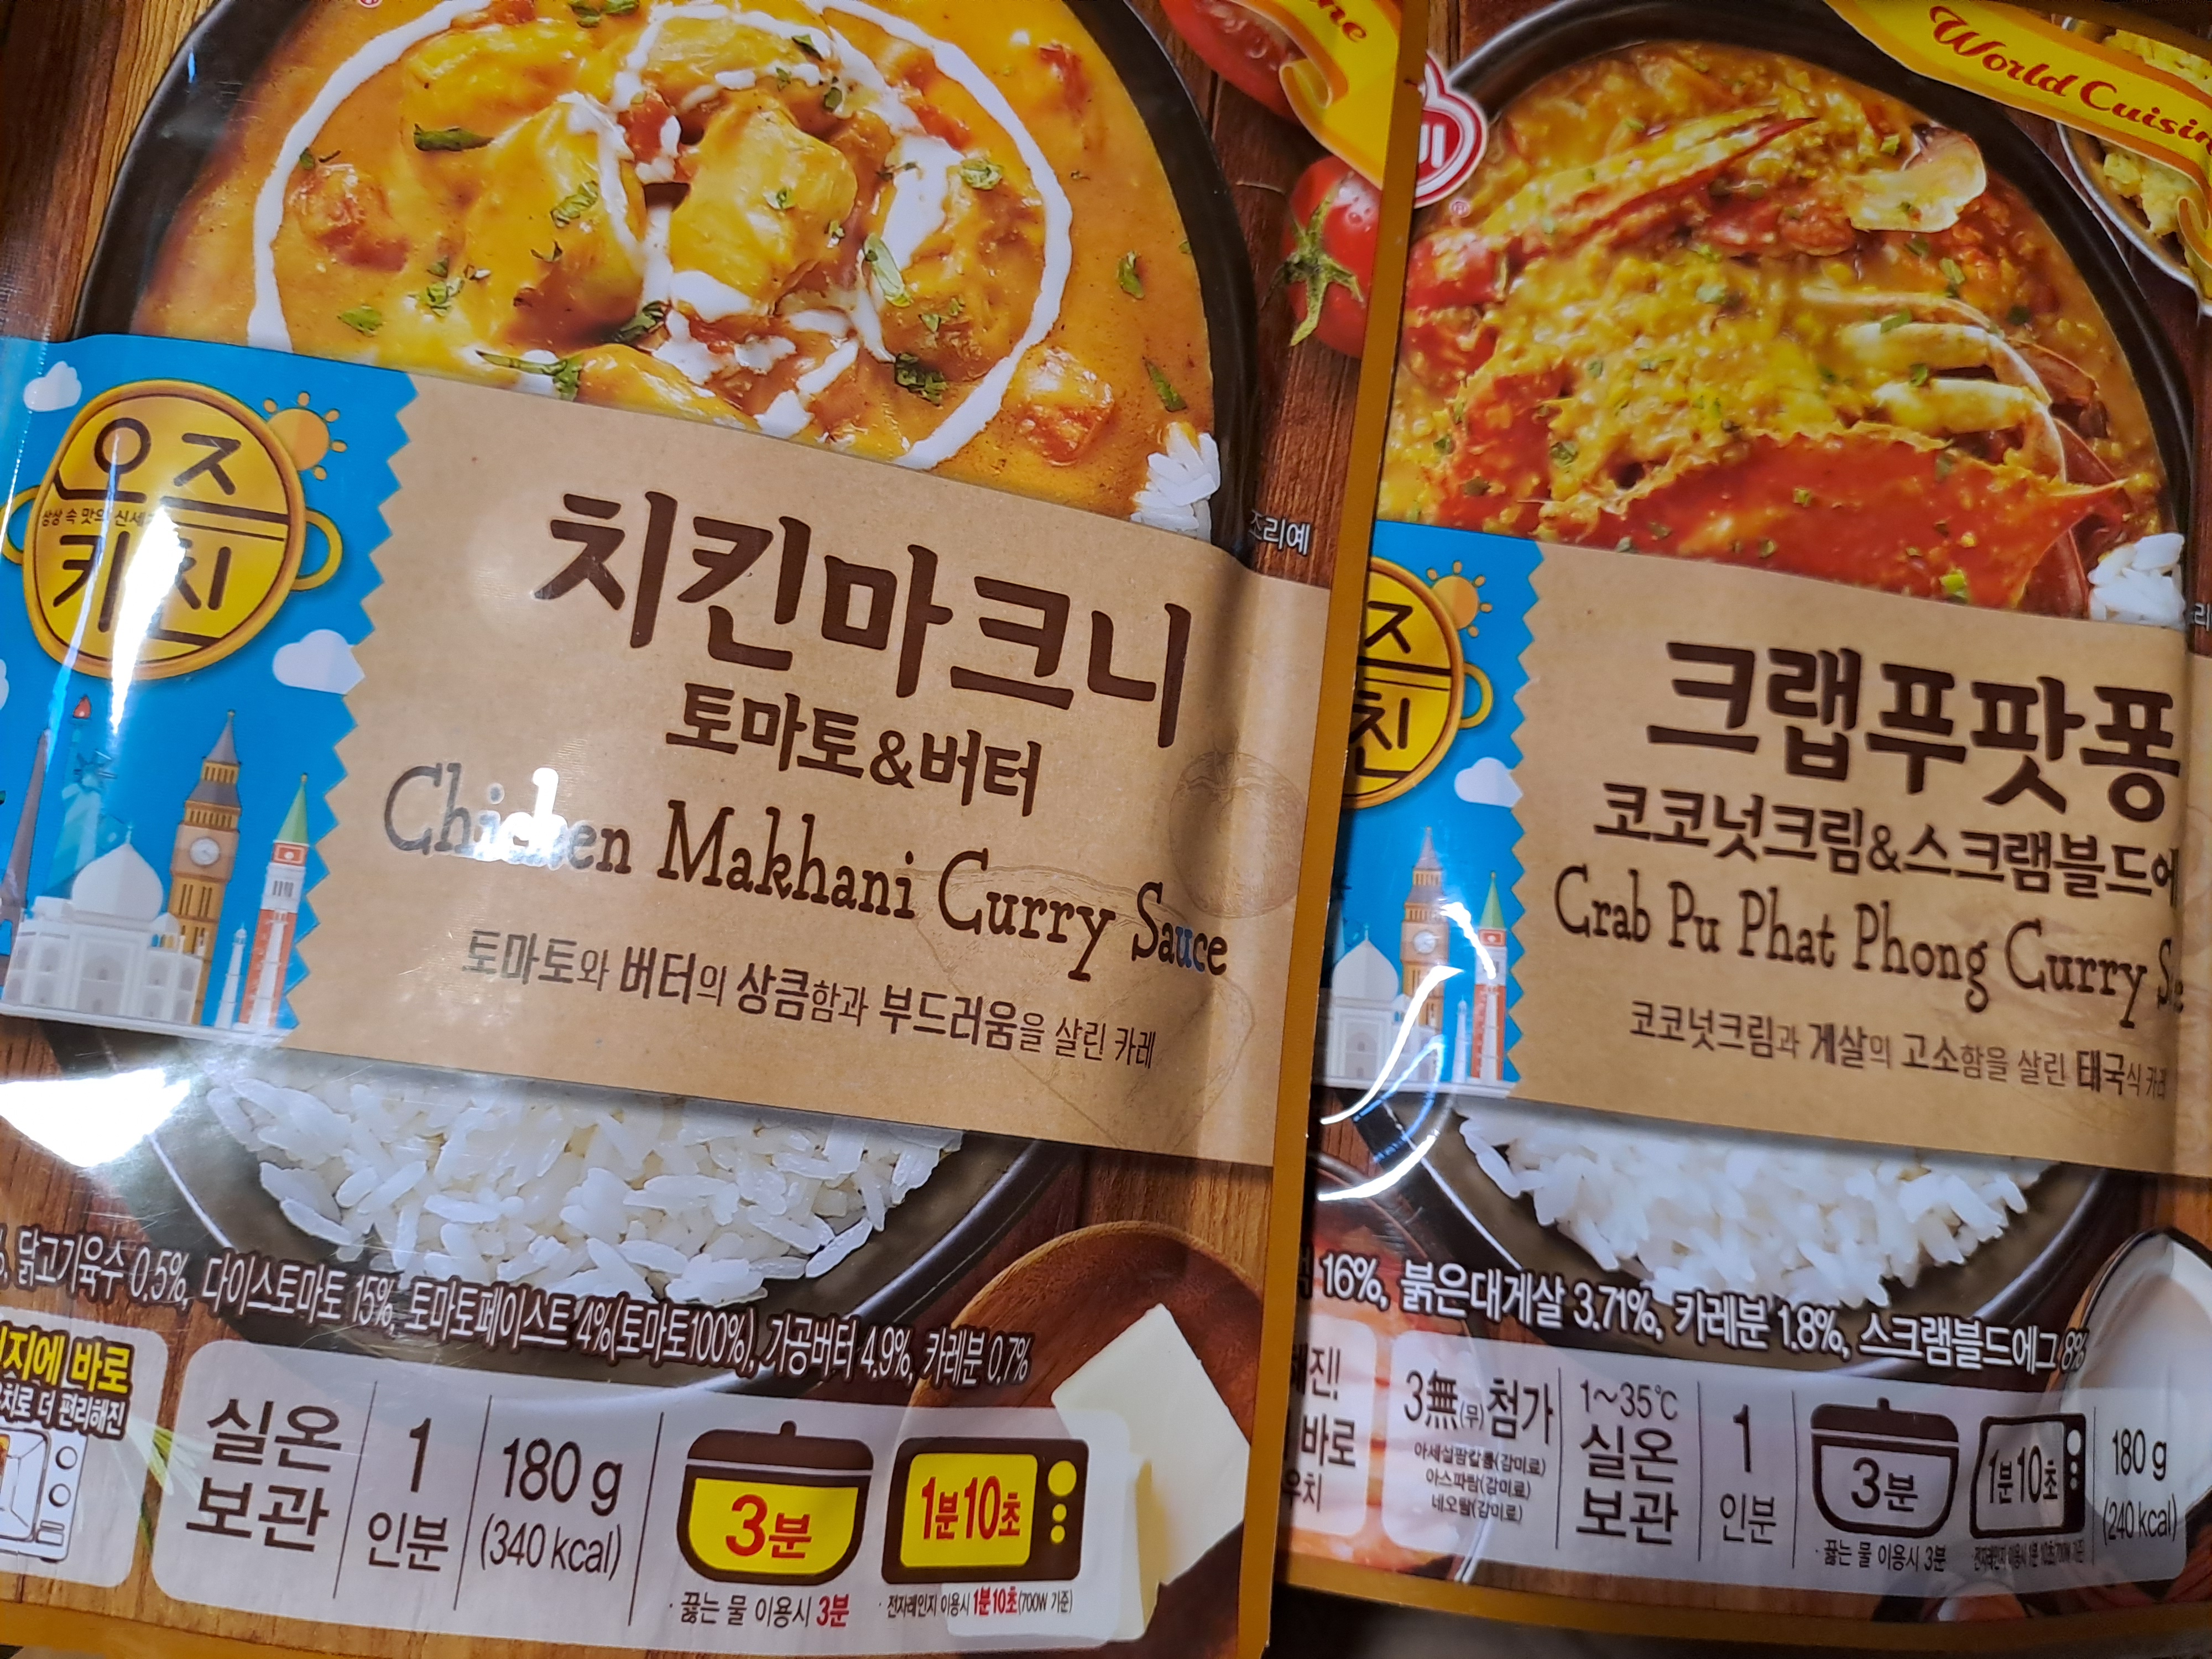 오즈
키친
치킨마크니
토마토&버터
Chicken Makhani Curry Sauce
토마토와 버터의 상큼함과 부드러움을 살린 카레
조리예
닭고기육수 0.5%, 다이스토마토 15%, 토마토페이스트 4%(토마토100%), 가공버터 4.9%, 카레분 0.7%
바로
더 편리해진
실온
보관
1
인분
180 g
(340 kcal)
3분
· 끓는 물 이용시 3분
1분10초
· 전자레인지 이용시 1분 10초(700W 기준)
World
즈
친
크랩푸팟퐁
코코넛크림&스크램블드
Crab Pu Phat Phong Curry
코코넛크림과 게살의 고소함을 살린 태국식
16%, 붉은대게살 3.71%, 카레분 1.8%, 스크램블드에그 8%
바로
3無(무)첨가
아세설팜칼륨(감미료)
아스파탐(감미료)
네오탐(감미료)
1~35℃
실온
보관
1
인분
3분
· 끓는 물 이용시 3분
1분10초
180 g
(240 kcal)